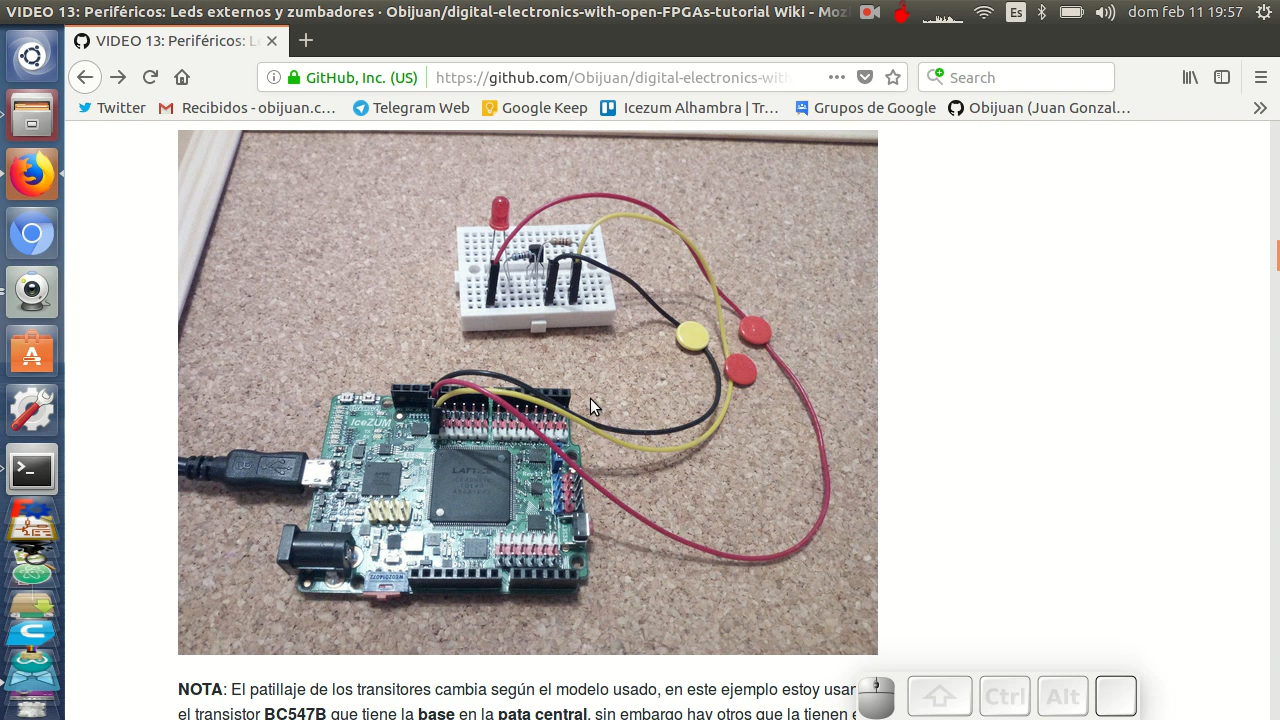 VIDEO 13: Periféricos: Leds externos y zumbadores · Obijuan/digital-electronics-with-open-FPGAs-tutorial Wiki - Mozi
Es
dom feb 11 19:57
VIDEO 13: Periféricos: L
GitHub, Inc. (US)
https://github.com/Obijuan/digital-electronics-with
Search
Twitter
Recibidos - obijuan.c…
Telegram Web
Google Keep
Icezum Alhambra | Tr…
Grupos de Google
Obijuan (Juan Gonzal…
IceZUM
LATTICE
NOTA: El patillaje de los transitores cambia según el modelo usado, en este ejemplo estoy usan
el transistor BC547B que tiene la base en la pata central, sin embargo hay otros que la tienen e
Ctrl
Alt